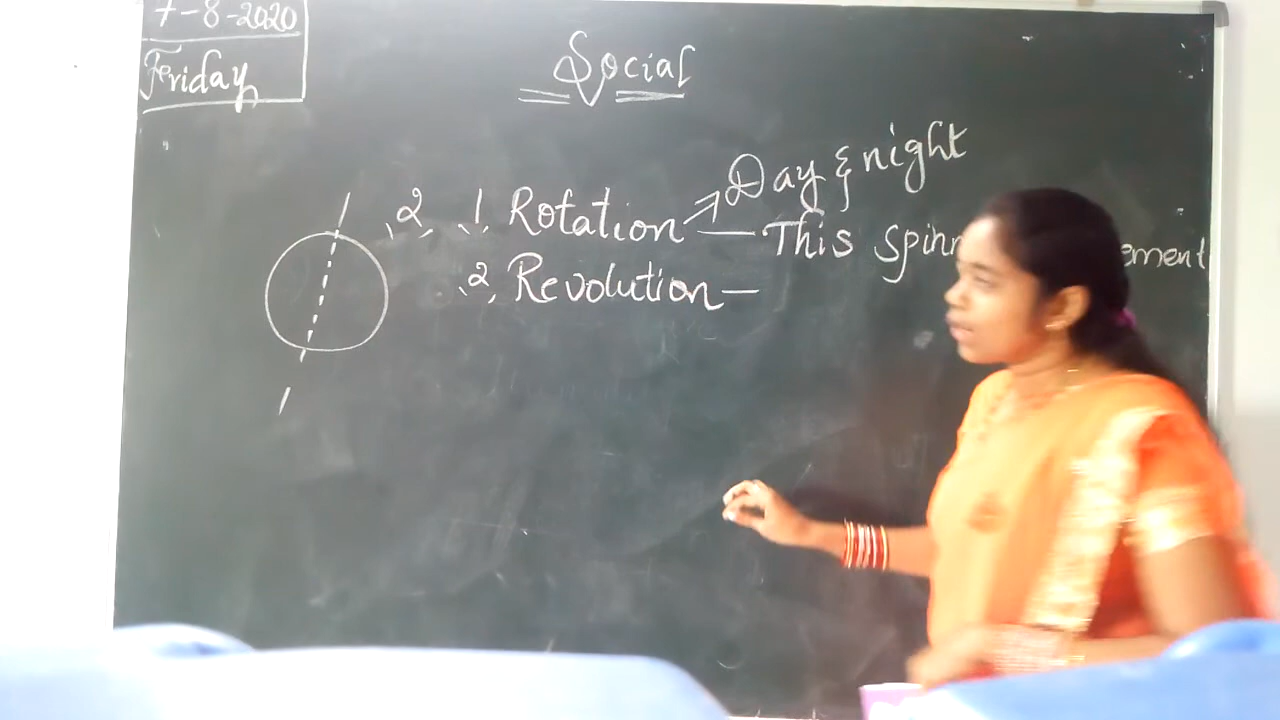 7-8-2020
Friday
Social
Day & night
2, 1, Rotation — This
2, Revolution —